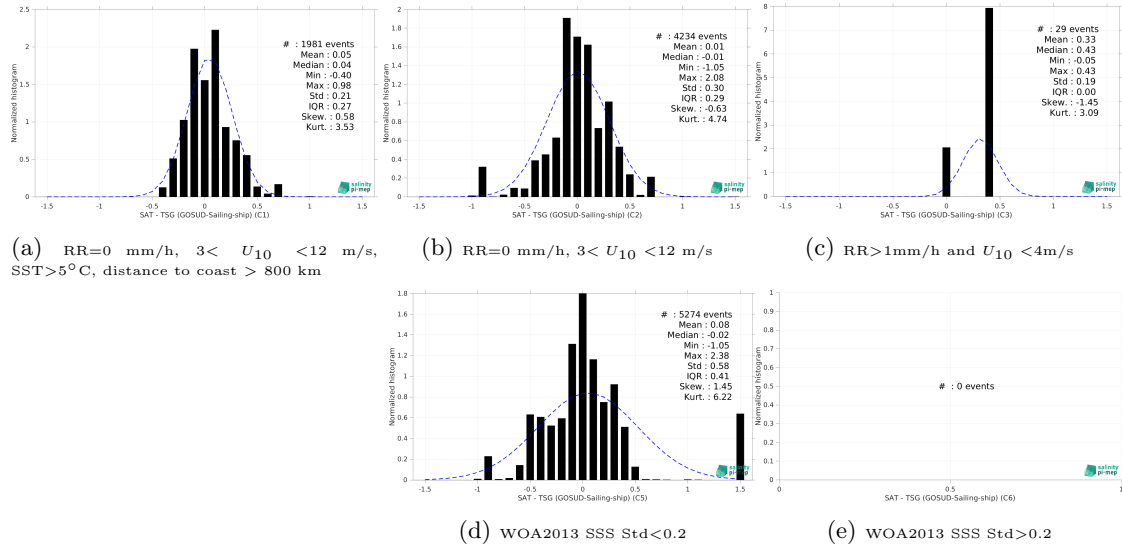 2.5
2
1.5
1
0.5
0
-1.5 -1 -0.5 0 0.5 1 1.5
Normalized histogram
# : 1981 events
Mean : 0.05
Median : 0.04
Min : -0.40
Max : 0.98
Std : 0.21
IQR : 0.27
Skew. : 0.58
Kurt. : 3.53
salinity
pi-mep
SAT - TSG (GOSUD-Sailing-ship) (C1)
(a) RR=0 mm/h, 3< U10 <12 m/s,
SST>5°C, distance to coast > 800 km
2
1.8
1.6
1.4
1.2
1
0.8
0.6
0.4
0.2
0
-1.5 -1 -0.5 0 0.5 1 1.5
Normalized histogram
# : 4234 events
Mean : 0.01
Median : -0.01
Min : -1.05
Max : 2.08
Std : 0.30
IQR : 0.29
Skew. : -0.63
Kurt. : 4.74
salinity
pi-mep
SAT - TSG (GOSUD-Sailing-ship) (C2)
(b) RR=0 mm/h, 3< U10 <12 m/s
8
7
6
5
4
3
2
1
0
-1.5 -1 -0.5 0 0.5 1 1.5
Normalized histogram
# : 29 events
Mean : 0.33
Median : 0.43
Min : -0.05
Max : 0.43
Std : 0.19
IQR : 0.00
Skew. : -1.45
Kurt. : 3.09
salinity
pi-mep
SAT - TSG (GOSUD-Sailing-ship) (C3)
(c) RR>1mm/h and U10 <4m/s
1.8
1.6
1.4
1.2
1
0.8
0.6
0.4
0.2
0
-1.5 -1 -0.5 0 0.5 1 1.5
Normalized histogram
# : 5274 events
Mean : 0.08
Median : -0.02
Min : -1.05
Max : 2.38
Std : 0.58
IQR : 0.41
Skew. : 1.45
Kurt. : 6.22
salinity
pi-mep
SAT - TSG (GOSUD-Sailing-ship) (C5)
(d) WOA2013 SSS Std<0.2
1
0.9
0.8
0.7
0.6
0.5
0.4
0.3
0.2
0.1
0
0 0.5 1
Normalized histogram
# : 0 events
salinity
pi-mep
SAT - TSG (GOSUD-Sailing-ship) (C6)
(e) WOA2013 SSS Std>0.2